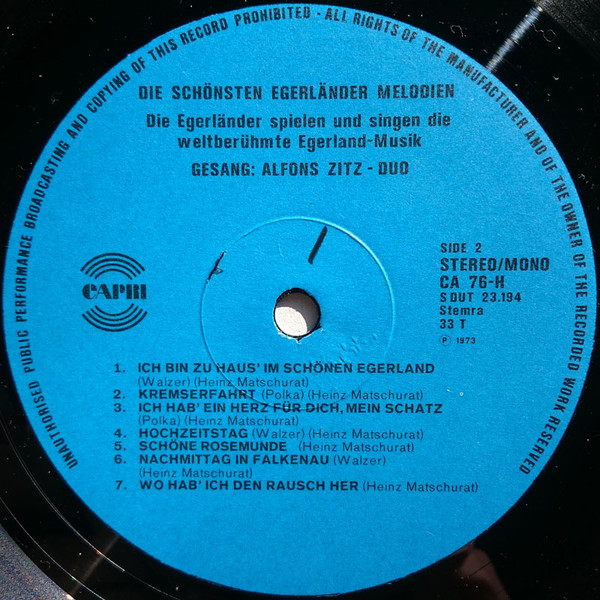 UNAUTHORISED PUBLIC PERFORMANCE BROADCASTING AND COPYING OF THIS RECORD PROHIBITED · ALL RIGHTS OF THE MANUFACTURER AND OF THE OWNER OF THE RECORDED WORK RESERVED
DIE SCHÖNSTEN EGERLÄNDER MELODIEN
Die Egerländer spielen und singen die
weltberühmte Egerland-Musik
GESANG: ALFONS ZITZ - DUO
CAPRI
SIDE 2
STEREO/MONO
CA 76-H
S DUT 23.194
Stemra
33 T
Ⓟ 1973
1. ICH BIN ZU HAUS' IM SCHÖNEN EGERLAND
(Walzer) (Heinz Matschurat)
2. KREMSERFAHRT (Polka) (Heinz Matschurat)
3. ICH HAB' EIN HERZ FÜR DICH, MEIN SCHATZ
(Polka) (Heinz Matschurat)
4. HOCHZEITSTAG (Walzer) (Heinz Matschurat)
5. SCHÖNE ROSEMUNDE (Heinz Matschurat)
6. NACHMITTAG IN FALKENAU (Walzer)
(Heinz Matschurat)
7. WO HAB' ICH DEN RAUSCH HER (Heinz Matschurat)